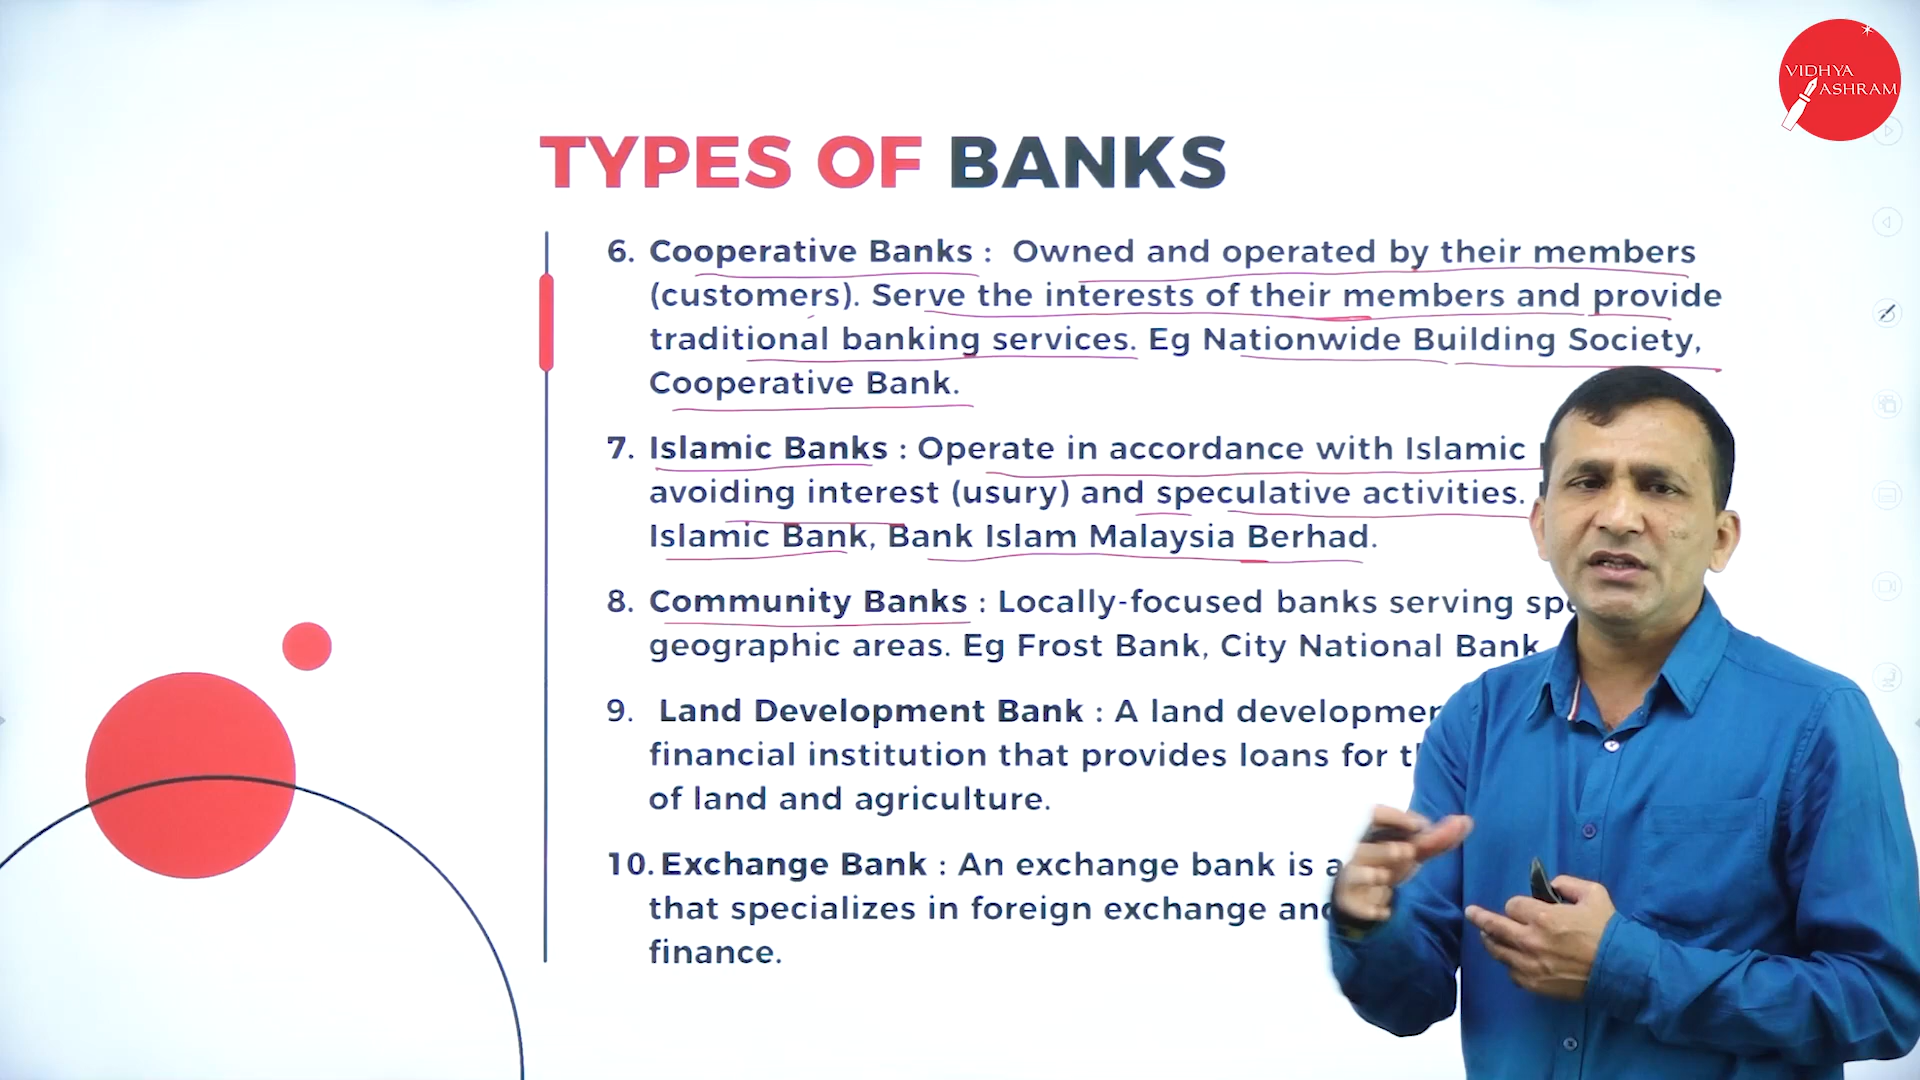 VIDHYA
ASHRAM
TYPES OF BANKS
6. Cooperative Banks : Owned and operated by their members
(customers). Serve the interests of their members and provide
traditional banking services. Eg Nationwide Building Society,
Cooperative Bank.
7. Islamic Banks : Operate in accordance with Islamic
avoiding interest (usury) and speculative activities.
Islamic Bank, Bank Islam Malaysia Berhad.
8. Community Banks : Locally-focused banks serving
geographic areas. Eg Frost Bank, City National Bank
9. Land Development Bank : A land
financial institution that provides loans for
of land and agriculture.
10. Exchange Bank : An exchange bank is
that specializes in foreign exchange
finance.